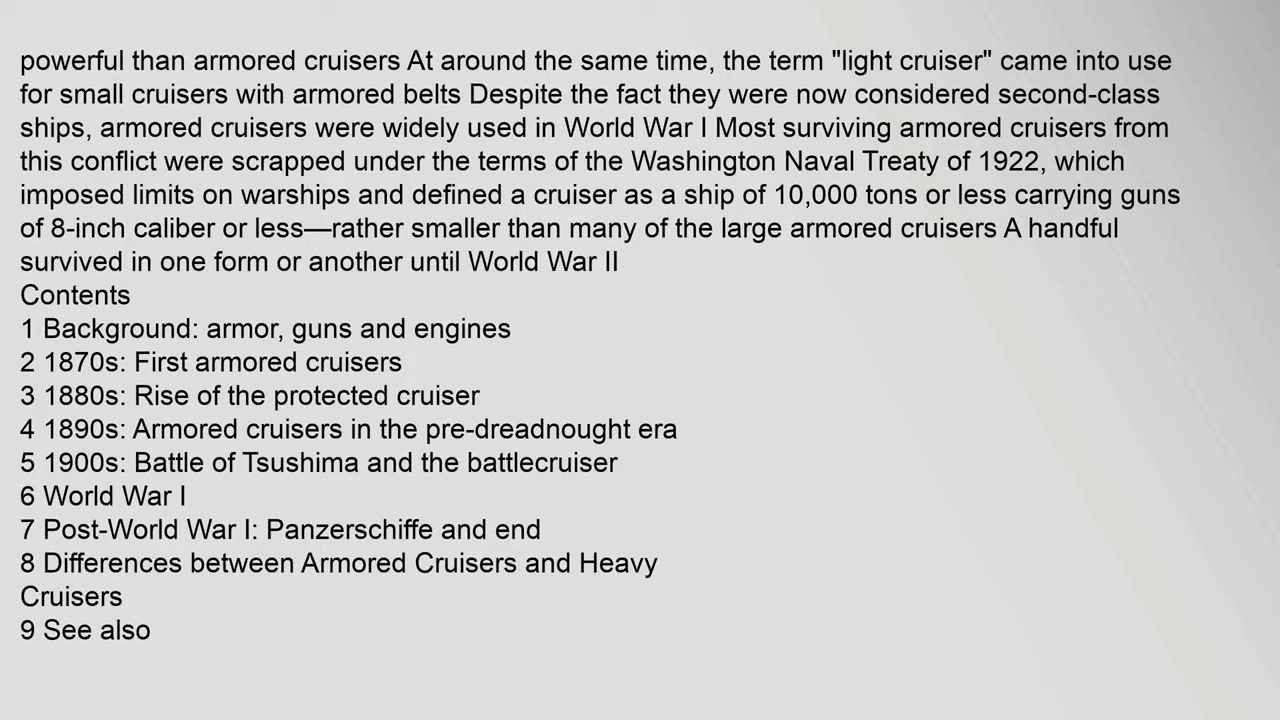 powerful than armored cruisers At around the same time, the term "light cruiser" came into use
for small cruisers with armored belts Despite the fact they were now considered second-class
ships, armored cruisers were widely used in World War I Most surviving armored cruisers from
this conflict were scrapped under the terms of the Washington Naval Treaty of 1922, which
imposed limits on warships and defined a cruiser as a ship of 10,000 tons or less carrying guns
of 8-inch caliber or less—rather smaller than many of the large armored cruisers A handful
survived in one form or another until World War II
Contents
1 Background: armor, guns and engines
2 1870s: First armored cruisers
3 1880s: Rise of the protected cruiser
4 1890s: Armored cruisers in the pre-dreadnought era
5 1900s: Battle of Tsushima and the battlecruiser
6 World War I
7 Post-World War I: Panzerschiffe and end
8 Differences between Armored Cruisers and Heavy
Cruisers
9 See also